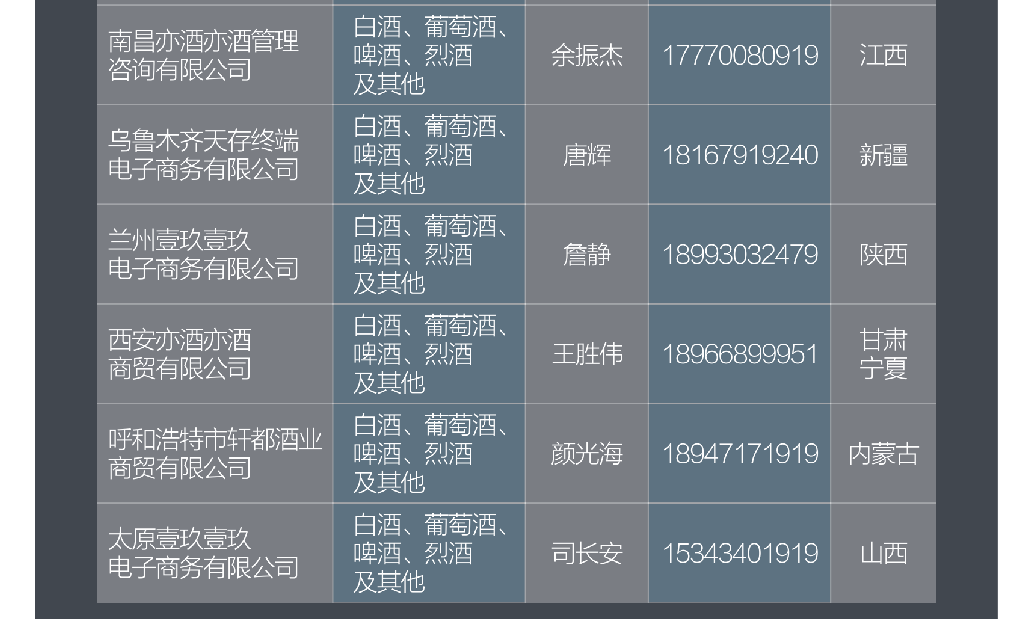 南昌亦酒亦酒管理
咨询有限公司
白酒、葡萄酒、
啤酒、烈酒
及其他
余振杰
17770080919
江西
乌鲁木齐天存终端
电子商务有限公司
白酒、葡萄酒、
啤酒、烈酒
及其他
唐辉
18167919240
新疆
兰州壹玖壹玖
电子商务有限公司
白酒、葡萄酒、
啤酒、烈酒
及其他
詹静
18993032479
陕西
西安亦酒亦酒
商贸有限公司
白酒、葡萄酒、
啤酒、烈酒
及其他
王胜伟
18966899951
甘肃
宁夏
呼和浩特市轩都酒业
商贸有限公司
白酒、葡萄酒、
啤酒、烈酒
及其他
颜光海
18947171919
内蒙古
太原壹玖壹玖
电子商务有限公司
白酒、葡萄酒、
啤酒、烈酒
及其他
司长安
15343401919
山西